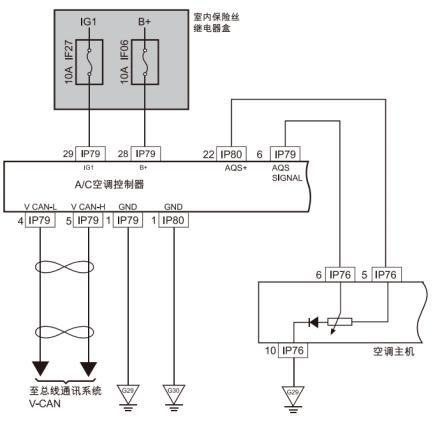 室内保险丝
继电器盒
IG1 B+
10A IF27 10A IF06
29 IP79 28 IP79 22 IP80 6 IP79
IG1 B+ AQS+ AQS
SIGNAL
A/C空调控制器
V CAN-L V CAN-H GND GND
4 IP79 5 IP79 1 IP79 1 IP80
6 IP76 5 IP76
10 IP76 空调主机
至总线通讯系统
V-CAN
G29 G30 G29